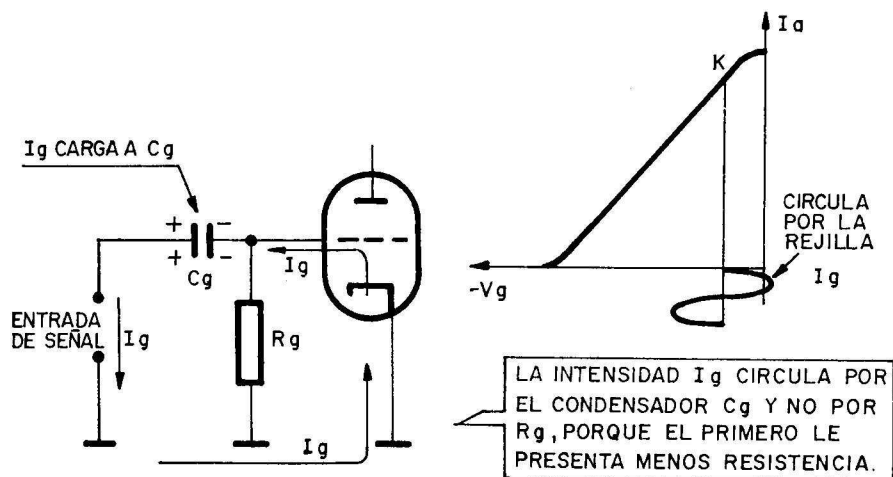 Ig CARGA A Cg
+ -
+ -
Cg
Ig
ENTRADA
DE SEÑAL
Ig
Rg
Ig
Ia
K
CIRCULA
POR LA
REJILLA
-Vg
Ig
LA INTENSIDAD Ig CIRCULA POR
EL CONDENSADOR Cg Y NO POR
Rg, PORQUE EL PRIMERO LE
PRESENTA MENOS RESISTENCIA.